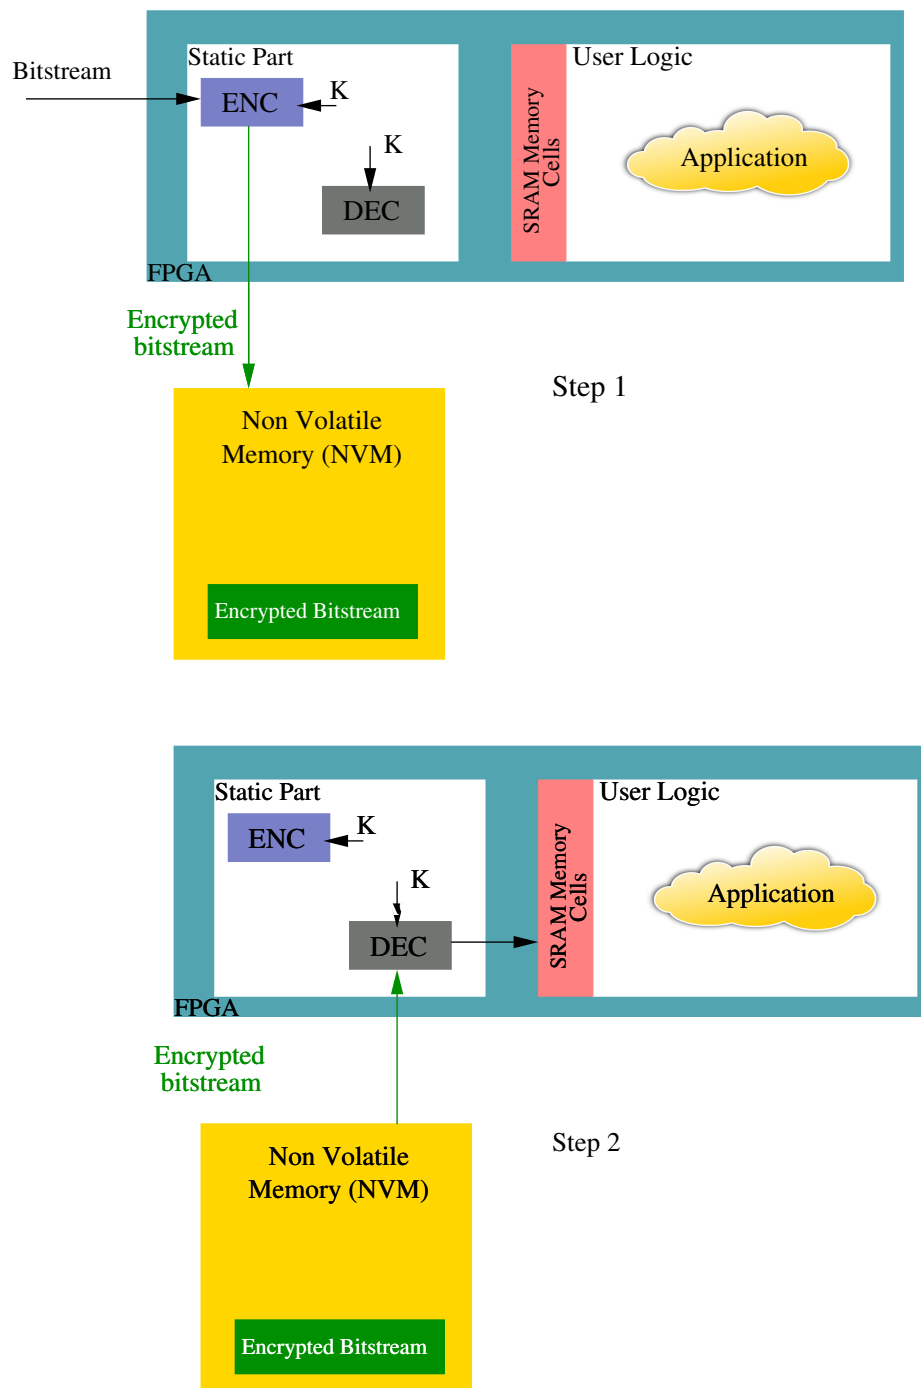 Static Part
User Logic
Bitstream
K
ENC
SRAM Memory
Cells
K
Application
DEC
FPGA
Encrypted
bitstream
Step 1
Non Volatile
Memory (NVM)
Encrypted Bitstream
Static Part
User Logic
K
ENC
SRAM Memory
Cells
K
Application
DEC
FPGA
Encrypted
bitstream
Step 2
Non Volatile
Memory (NVM)
Encrypted Bitstream